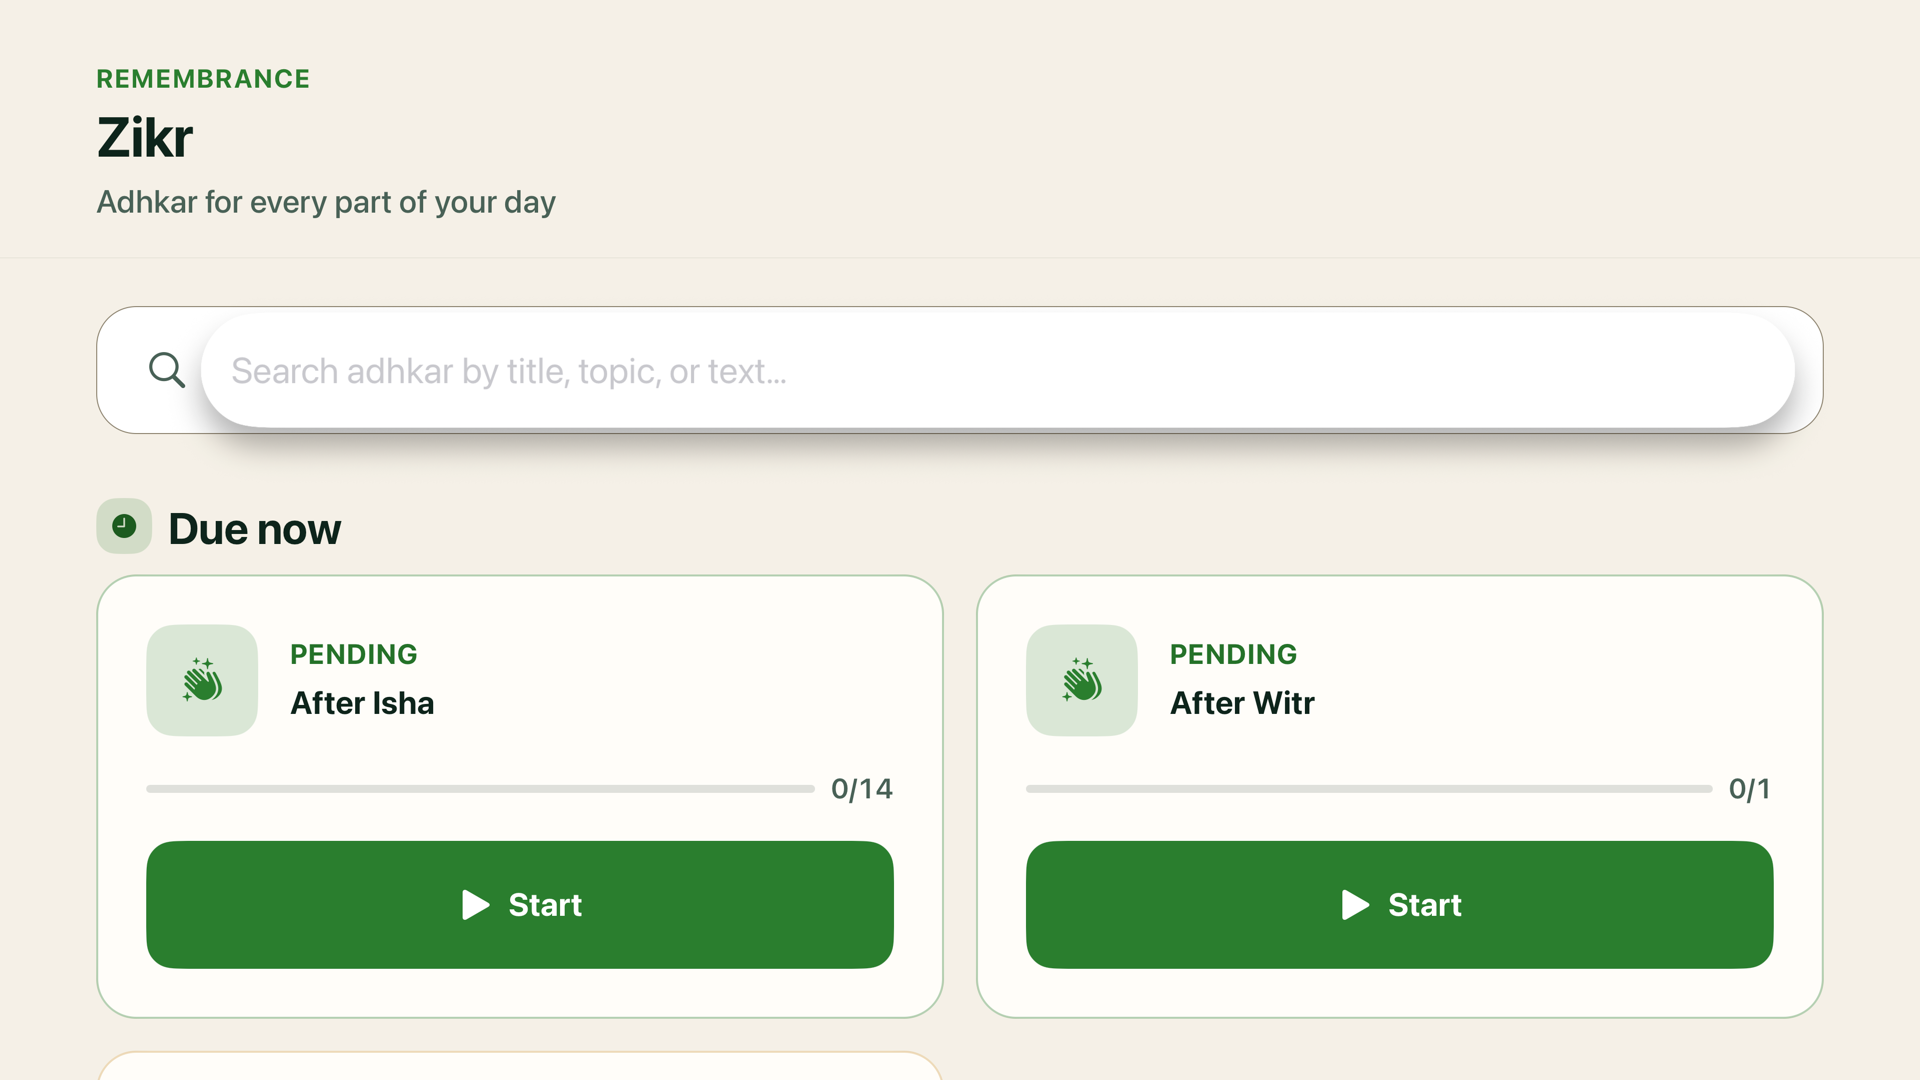 REMEMBRANCE
Zikr
Adhkar for every part of your day
Search adhkar by title, topic, or text...
Due now
PENDING
After Isha
0/14
Start
PENDING
After Witr
0/1
Start